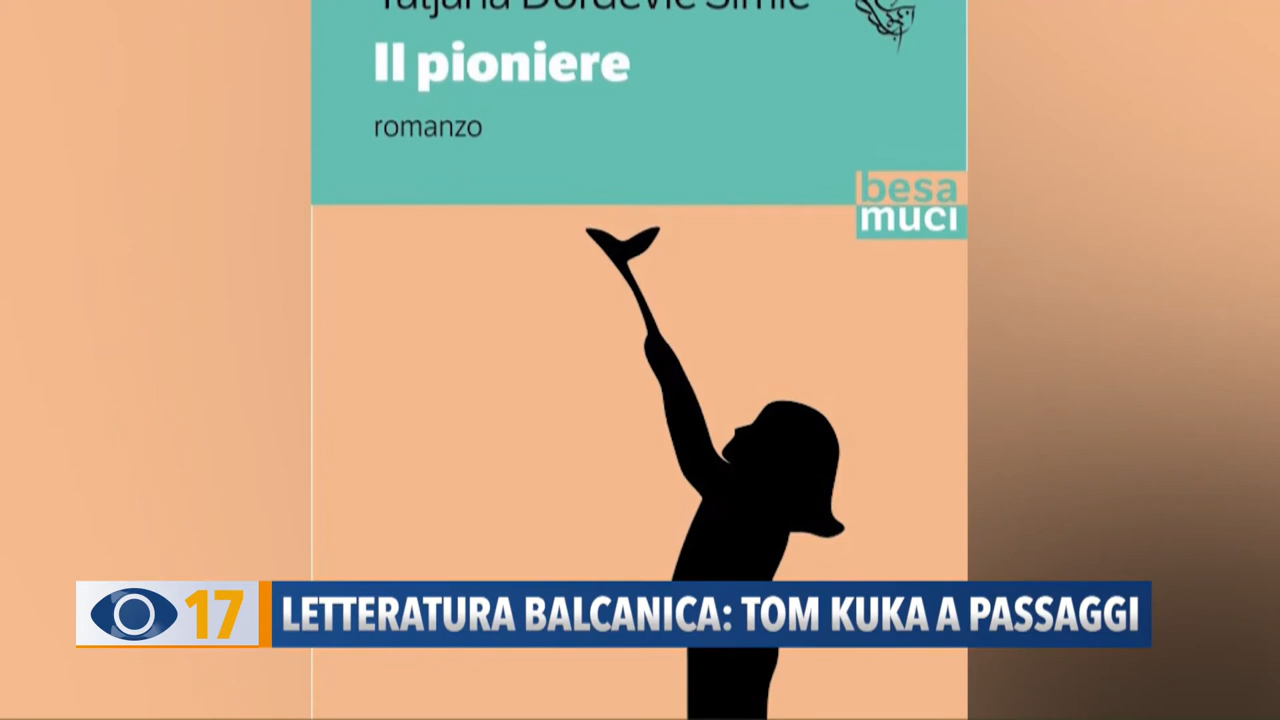 Il pioniere
romanzo
besa
muci
17
LETTERATURA BALCANICA: TOM KUKA A PASSAGGI